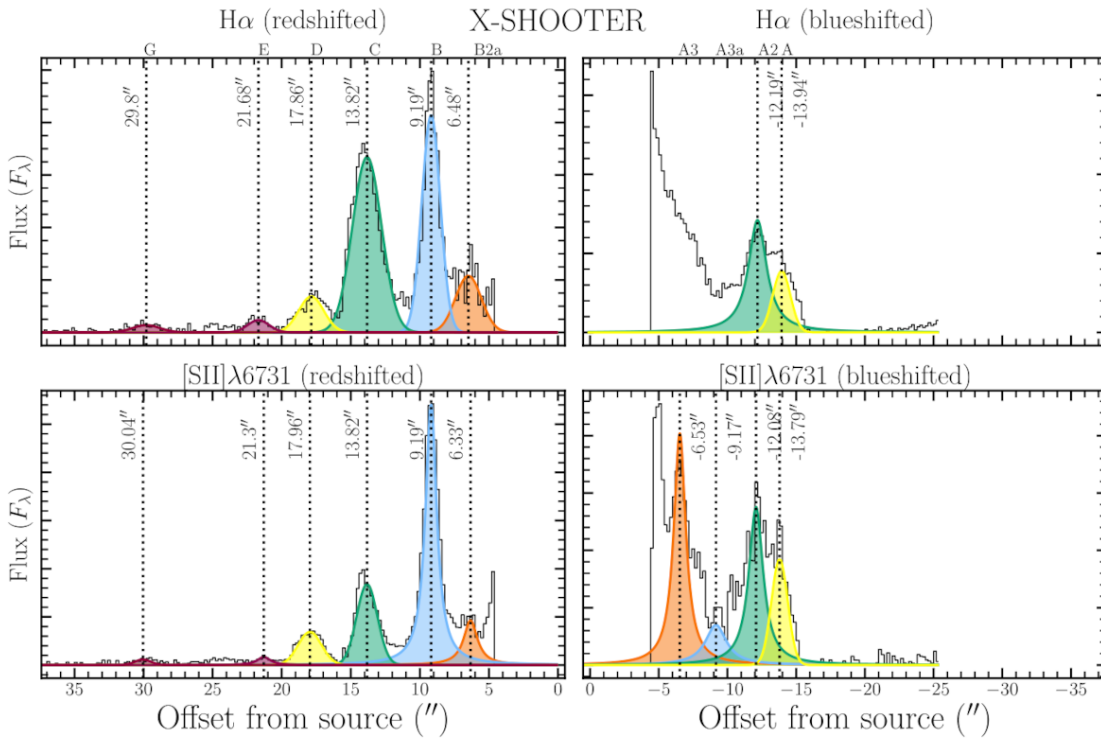 Hα (redshifted) X-SHOOTER Hα (blueshifted)
G E D C B B2a A3 A3a A2 A
29.8″ 21.68″ 17.86″ 13.82″ 9.19″ 6.48″ -12.19″ -13.94″
Flux (Fλ)
[SII]λ6731 (redshifted) [SII]λ6731 (blueshifted)
30.04″ 21.3″ 17.96″ 13.82″ 9.19″ 6.33″ -6.53″ -9.17″ -12.08″ -13.79″
Flux (Fλ)
35 30 25 20 15 10 5 0 0 −5 −10 −15 −20 −25 −30 −35
Offset from source (″) Offset from source (″)